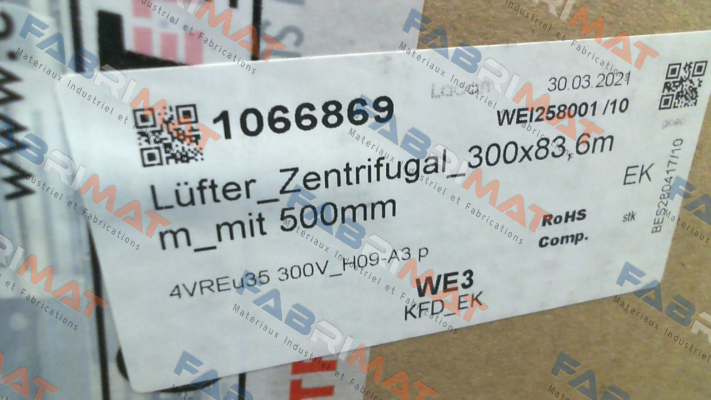 30.03.2021
1066869
WEI258001 /10
Lüfter_Zentrifugal_300x83,6m
m_mit 500mm
EK
RoHS
Comp.
stk
BES280417/10
4VREu35 300V_H09-A3 p
WE3
KFD_EK
FABRIMAT
Matériaux Industriel et Fabrications